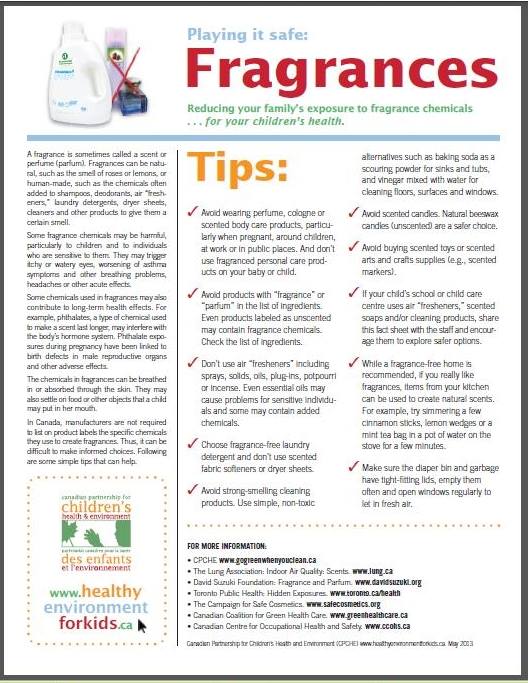 Playing it safe:
Fragrances
Reducing your family's exposure to fragrance chemicals
. . . for your children's health.
A fragrance is sometimes called a scent or
perfume (parfum). Fragrances can be natu-
ral, such as the smell of roses or lemons, or
human-made, such as the chemicals often
added to shampoos, deodorants, air "fresh-
eners," laundry detergents, dryer sheets,
cleaners and other products to give them a
certain smell.
Some fragrance chemicals may be harmful,
particularly to children and to individuals
who are sensitive to them. They may trigger
itchy or watery eyes, worsening of asthma
symptoms and other breathing problems,
headaches or other acute effects.
Some chemicals used in fragrances may also
contribute to long-term health effects. For
example, phthalates, a type of chemical used
to make a scent last longer, may interfere with
the body's hormone system. Phthalate expo-
sures during pregnancy have been linked to
birth defects in male reproductive organs
and other adverse effects.
The chemicals in fragrances can be breathed
in or absorbed through the skin. They may
also settle on food or other objects that a child
may put in her mouth.
In Canada, manufacturers are not required
to list on product labels the specific chemicals
they use to create fragrances. Thus, it can be
difficult to make informed choices. Following
are some simple tips that can help.
canadian partnership for
children's
health & environment
partenariat canadien pour la santé
des enfants
et l'environnement
www.healthy
environment
forkids.ca
Tips:
✓ Avoid wearing perfume, cologne or
scented body care products, particu-
larly when pregnant, around children,
at work or in public places. And don't
use fragranced personal care prod-
ucts on your baby or child.
✓ Avoid products with "fragrance" or
"parfum" in the list of ingredients.
Even products labeled as unscented
may contain fragrance chemicals.
Check the list of ingredients.
✓ Don't use air "fresheners" including
sprays, solids, oils, plug-ins, potpourri
or incense. Even essential oils may
cause problems for sensitive individu-
als and some may contain added
chemicals.
✓ Choose fragrance-free laundry
detergent and don't use scented
fabric softeners or dryer sheets.
✓ Avoid strong-smelling cleaning
products. Use simple, non-toxic
alternatives such as baking soda as a
scouring powder for sinks and tubs,
and vinegar mixed with water for
cleaning floors, surfaces and windows.
✓ Avoid scented candles. Natural beeswax
candles (unscented) are a safer choice.
✓ Avoid buying scented toys or scented
arts and crafts supplies (e.g., scented
markers).
✓ If your child's school or child care
centre uses air "fresheners," scented
soaps and/or cleaning products, share
this fact sheet with the staff and encour-
age them to explore safer options.
✓ While a fragrance-free home is
recommended, if you really like
fragrances, items from your kitchen
can be used to create natural scents.
For example, try simmering a few
cinnamon sticks, lemon wedges or a
mint tea bag in a pot of water on the
stove for a few minutes.
✓ Make sure the diaper bin and garbage
have tight-fitting lids, empty them
often and open windows regularly to
let in fresh air.
FOR MORE INFORMATION:
• CPCHE www.gogreenwhenyouclean.ca
• The Lung Association: Indoor Air Quality: Scents. www.lung.ca
• David Suzuki Foundation: Fragrance and Parfum. www.davidsuzuki.org
• Toronto Public Health: Hidden Exposures. www.toronto.ca/health
• The Campaign for Safe Cosmetics. www.safecosmetics.org
• Canadian Coalition for Green Health Care. www.greenhealthcare.ca
• Canadian Centre for Occupational Health and Safety. www.ccohs.ca
Canadian Partnership for Children's Health and Environment (CPCHE) www.healthyenvironmentforkids.ca May 2013